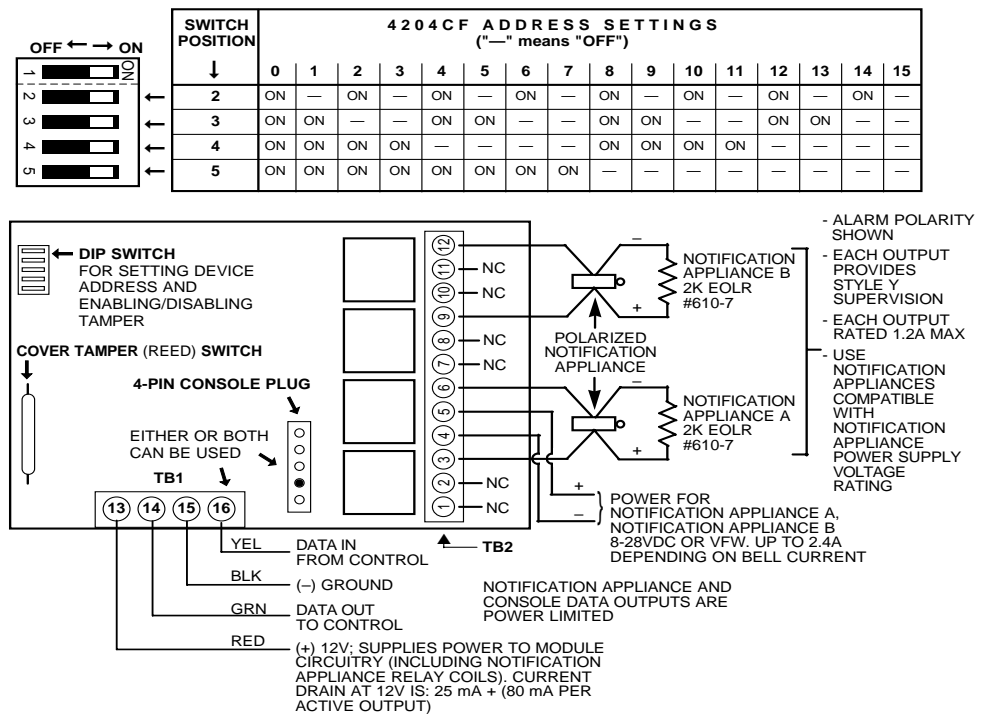 OFF ← → ON
ON
1
2
3
4
5
SWITCH POSITION ↓
4204CF ADDRESS SETTINGS
("—" means "OFF")
0 1 2 3 4 5 6 7 8 9 10 11 12 13 14 15
2 ON — ON — ON — ON — ON — ON — ON — ON —
3 ON ON — — ON ON — — ON ON — — ON ON — —
4 ON ON ON ON — — — — ON ON ON ON — — — —
5 ON ON ON ON ON ON ON ON — — — — — — — —
DIP SWITCH
FOR SETTING DEVICE
ADDRESS AND
ENABLING/DISABLING
TAMPER
COVER TAMPER (REED) SWITCH
4-PIN CONSOLE PLUG
EITHER OR BOTH
CAN BE USED
TB1
13 14 15 16
12
11 NC
10 NC
9
8 NC
7 NC
6
5
4
3
2 NC
1 NC
TB2
–
NOTIFICATION
APPLIANCE B
2K EOLR
#610-7
+
POLARIZED
NOTIFICATION
APPLIANCE
–
NOTIFICATION
APPLIANCE A
2K EOLR
#610-7
+
- ALARM POLARITY
SHOWN
- EACH OUTPUT
PROVIDES
STYLE Y
SUPERVISION
- EACH OUTPUT
RATED 1.2A MAX
- USE
NOTIFICATION
APPLIANCES
COMPATIBLE
WITH
NOTIFICATION
APPLIANCE
POWER SUPPLY
VOLTAGE
RATING
+
–
POWER FOR
NOTIFICATION APPLIANCE A,
NOTIFICATION APPLIANCE B
8-28VDC OR VFW. UP TO 2.4A
DEPENDING ON BELL CURRENT
YEL DATA IN
FROM CONTROL
BLK (–) GROUND
GRN DATA OUT
TO CONTROL
RED (+) 12V; SUPPLIES POWER TO MODULE
CIRCUITRY (INCLUDING NOTIFICATION
APPLIANCE RELAY COILS). CURRENT
DRAIN AT 12V IS: 25 mA + (80 mA PER
ACTIVE OUTPUT)
NOTIFICATION APPLIANCE AND
CONSOLE DATA OUTPUTS ARE
POWER LIMITED